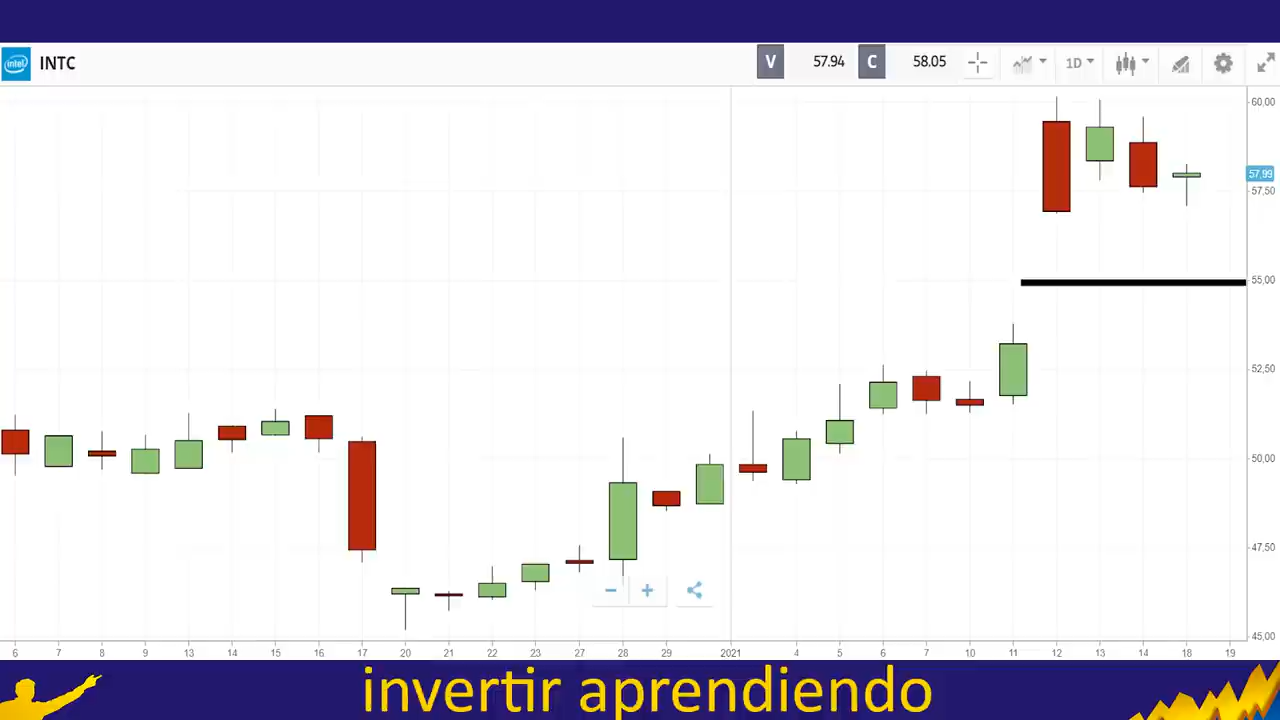 intel INTC V 57.94 C 58.05 1D
60,00
57,99
57,50
55,00
52,50
50,00
47,50
45,00
6 7 8 9 13 14 15 16 17 20 21 22 23 27 28 29 2021 4 5 6 7 10 11 12 13 14 18 19
invertir aprendiendo